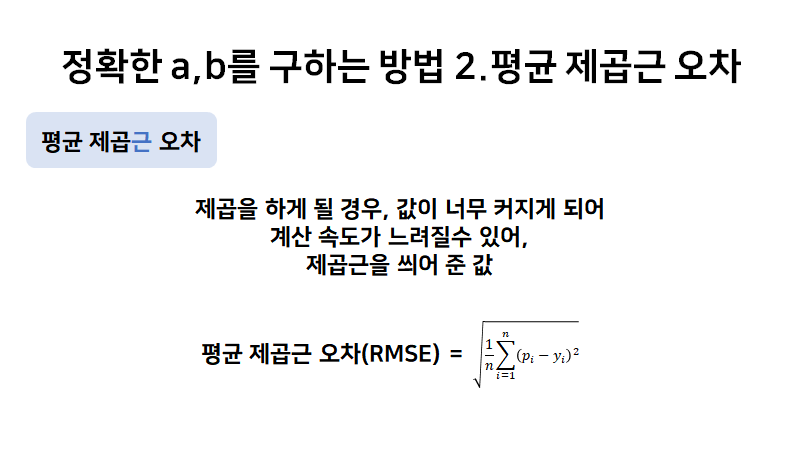 정확한 a,b를 구하는 방법 2.평균 제곱근 오차
평균 제곱근 오차
제곱을 하게 될 경우, 값이 너무 커지게 되어
계산 속도가 느려질수 있어,
제곱근을 씌어 준 값
평균 제곱근 오차(RMSE) = √(1/n ∑_{i=1}^{n} (p_i − y_i)²)